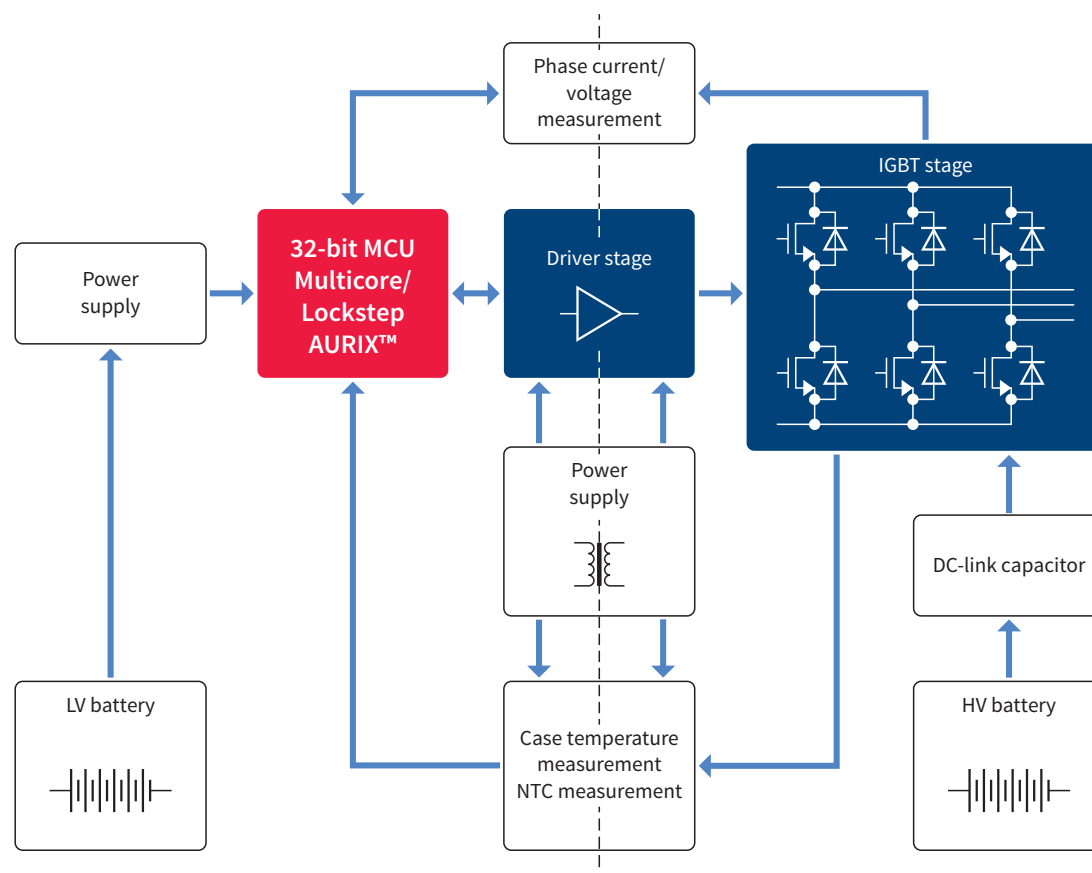 Phase current/
voltage
measurement
IGBT stage
32-bit MCU
Multicore/
Lockstep
AURIX™
Driver stage
Power
supply
Power
supply
DC-link capacitor
LV battery
Case temperature
measurement
NTC measurement
HV battery